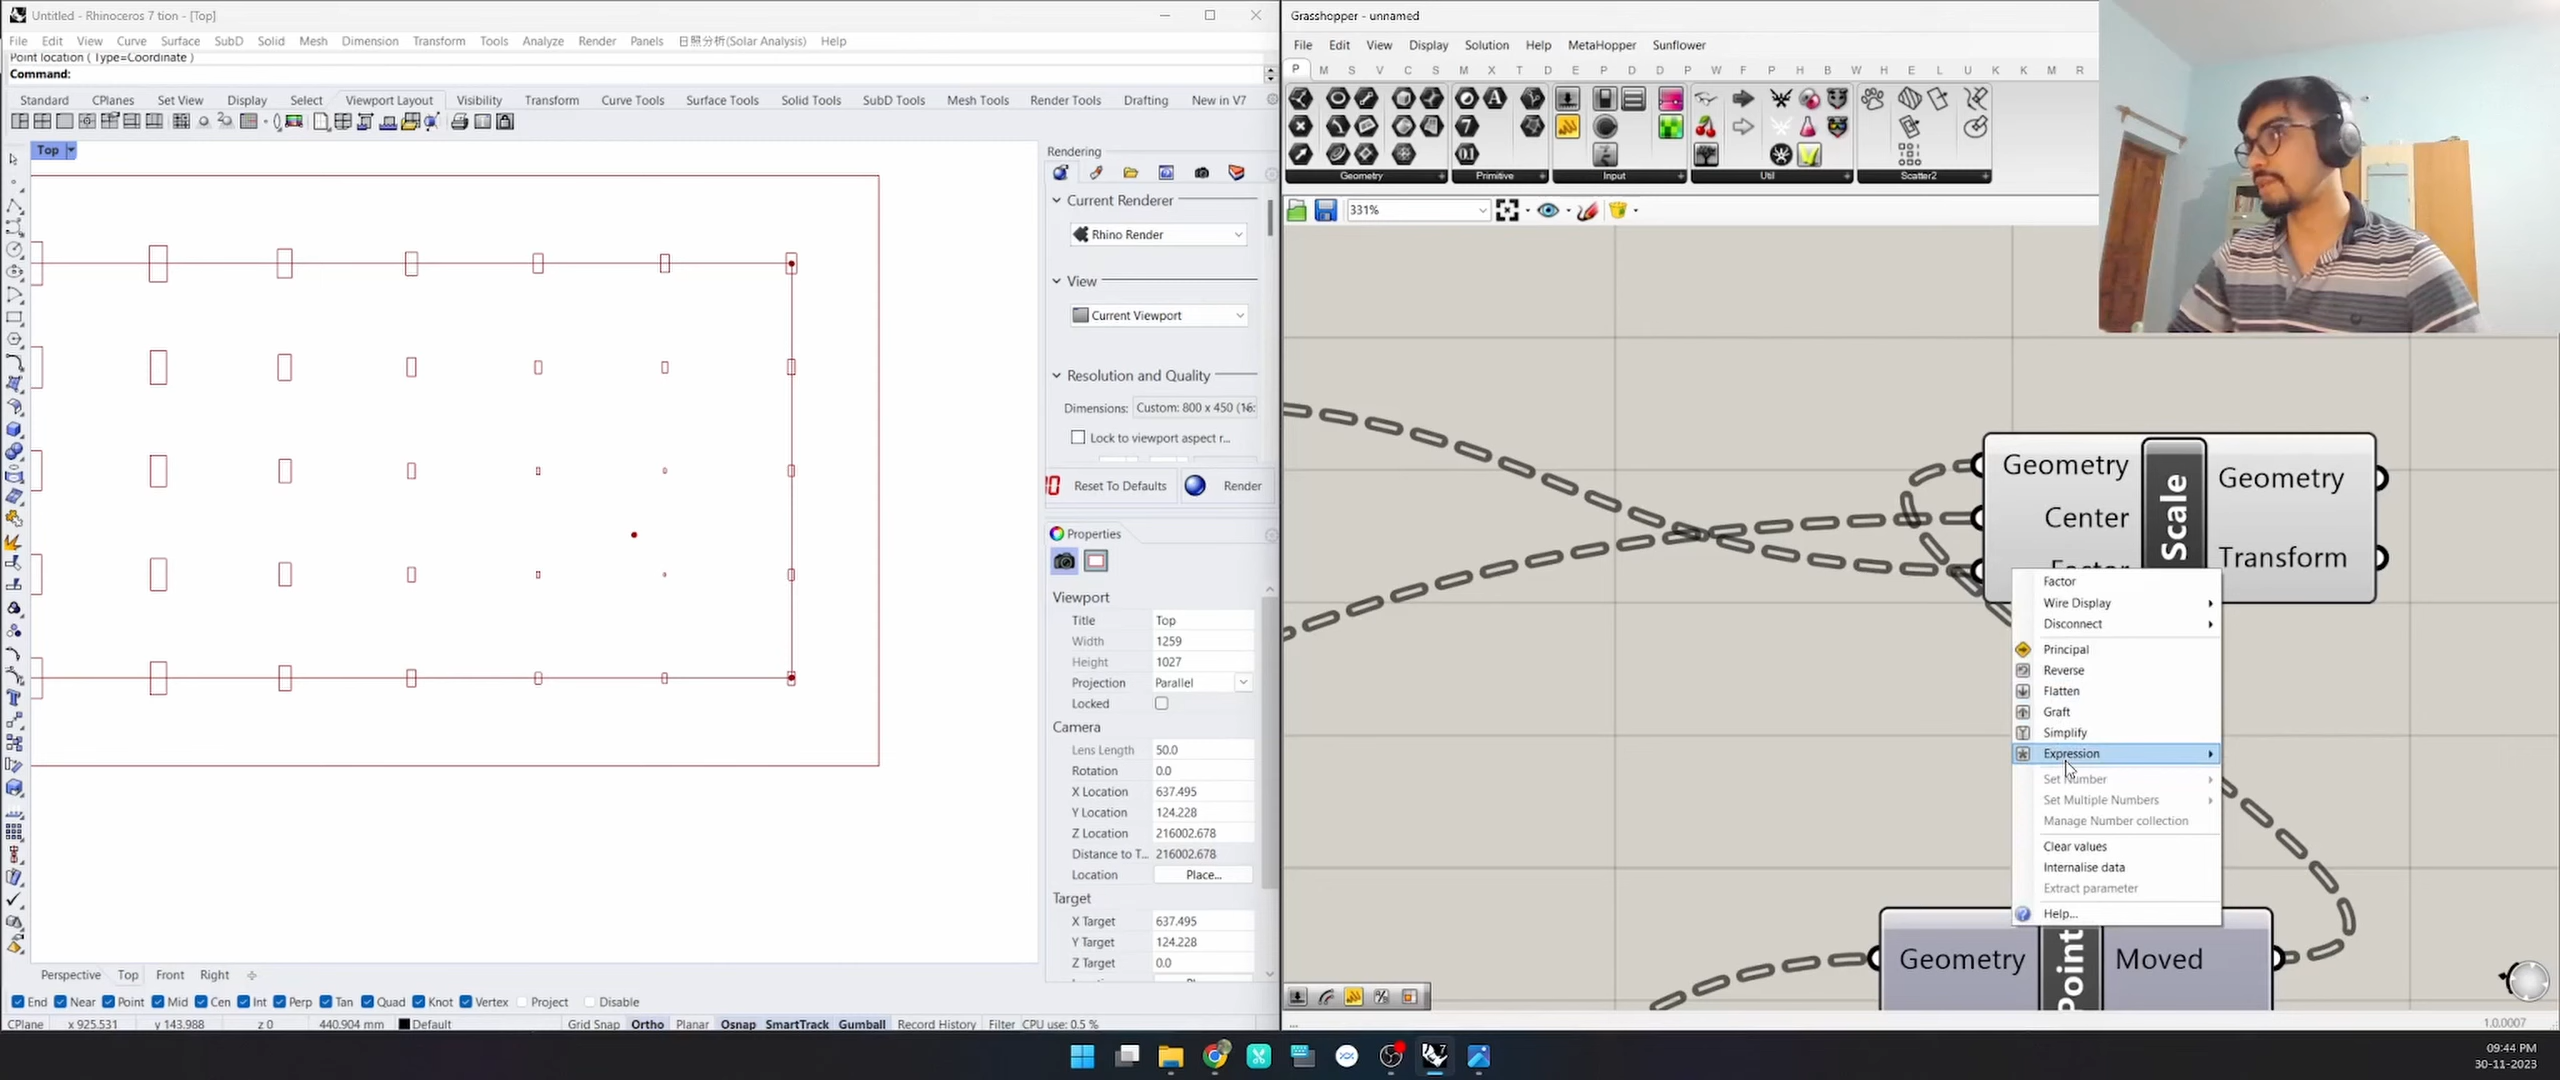 Untitled - Rhinoceros 7 tion - [Top]
File Edit View Curve Surface SubD Solid Mesh Dimension Transform Tools Analyze Render Panels 日照分析(Solar Analysis) Help
Point location ( Type=Coordinate )
Command:
Standard CPlanes Set View Display Select Viewport Layout Visibility Transform Curve Tools Surface Tools Solid Tools SubD Tools Mesh Tools Render Tools Drafting New in V7
Top
Rendering
Current Renderer
Rhino Render
View
Current Viewport
Resolution and Quality
Dimensions: Custom: 800 x 450 (16:
Lock to viewport aspect r...
Reset To Defaults Render
Properties
Viewport
Title Top
Width 1259
Height 1027
Projection Parallel
Locked
Camera
Lens Length 50.0
Rotation 0.0
X Location 637.495
Y Location 124.228
Z Location 216002.678
Distance to T... 216002.678
Location Place...
Target
X Target 637.495
Y Target 124.228
Z Target 0.0
Perspective Top Front Right
End Near Point Mid Cen Int Perp Tan Quad Knot Vertex Project Disable
CPlane x 925.531 y 143.988 z 0 440.904 mm Default Grid Snap Ortho Planar Osnap SmartTrack Gumball Record History Filter CPU use: 0.5 %
Grasshopper - unnamed
File Edit View Display Solution Help MetaHopper Sunflower
P M S V C S M X T D E P D D P W F T P H B W H E L U K K M R
Geometry Primitive Input Util Scatter2
331%
Geometry
Center
Scale
Geometry
Transform
Factor
Wire Display
Disconnect
Principal
Reverse
Flatten
Graft
Simplify
Expression
Set Number
Set Multiple Numbers
Manage Number collection
Clear values
Internalise data
Extract parameter
Help...
Geometry
Point
Moved
1.0.0007
09:44 PM
30-11-2023